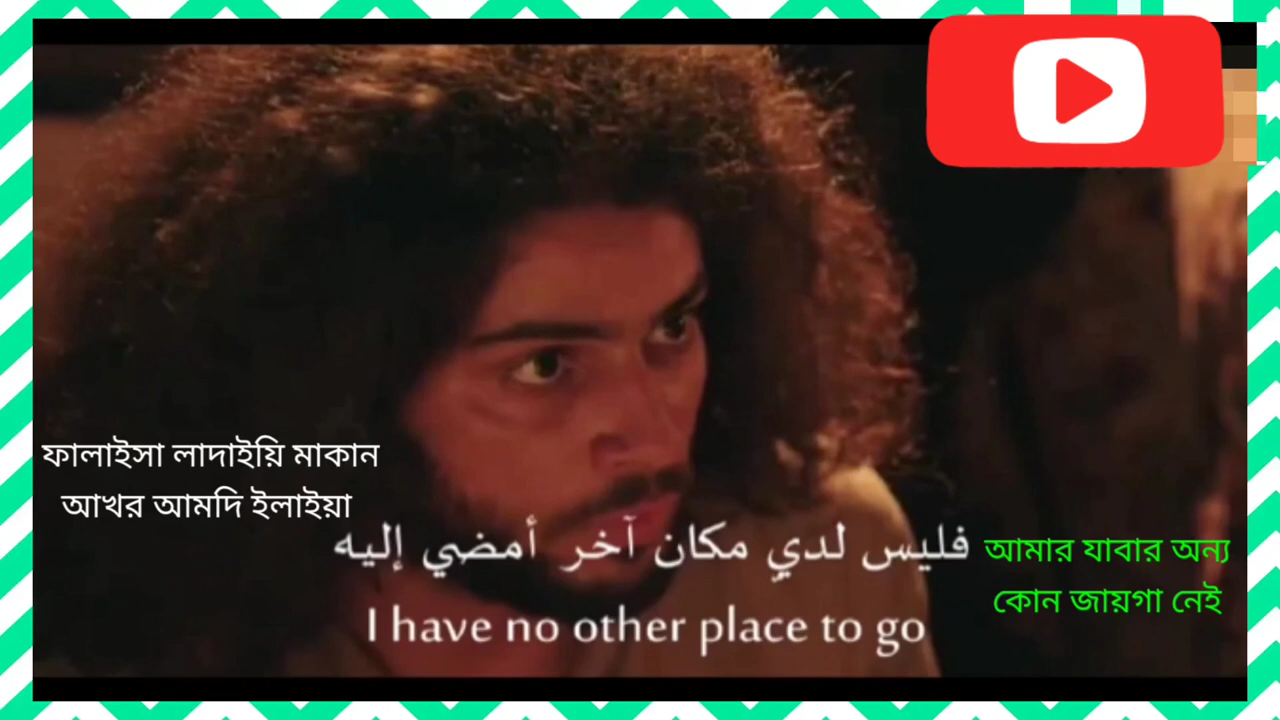 ফালাইসা লাদাইয়ি মাকান
আখর আমদি ইলাইয়া
فليس لدي مكان آخر أمضي إليه
I have no other place to go
আমার যাবার অন্য
কোন জায়গা নেই